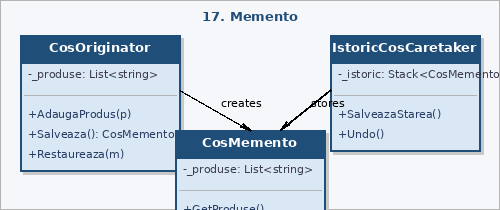 17. Memento
CosOriginator
-_produse: List<string>
+AdaugaProdus(p)
+Salveaza(): CosMemento
+Restaureaza(m)
IstoricCosCaretaker
-_istoric: Stack<CosMemento
+SalveazaStarea()
+Undo()
creates
stores
CosMemento
-_produse: List<string>
+GetProduse()